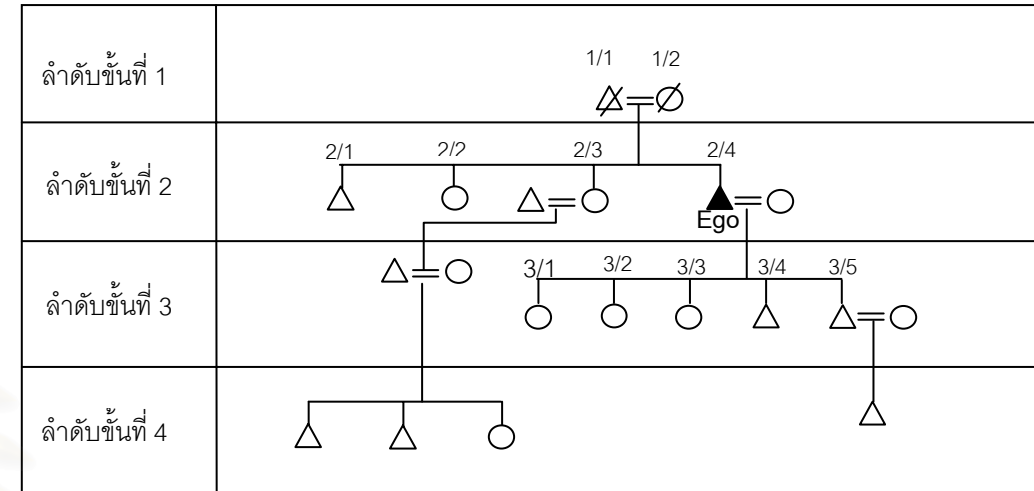 ลำดับขั้นที่ 1
1/1 1/2
ลำดับขั้นที่ 2
2/1 2/2 2/3 2/4
Ego
ลำดับขั้นที่ 3
3/1 3/2 3/3 3/4 3/5
ลำดับขั้นที่ 4